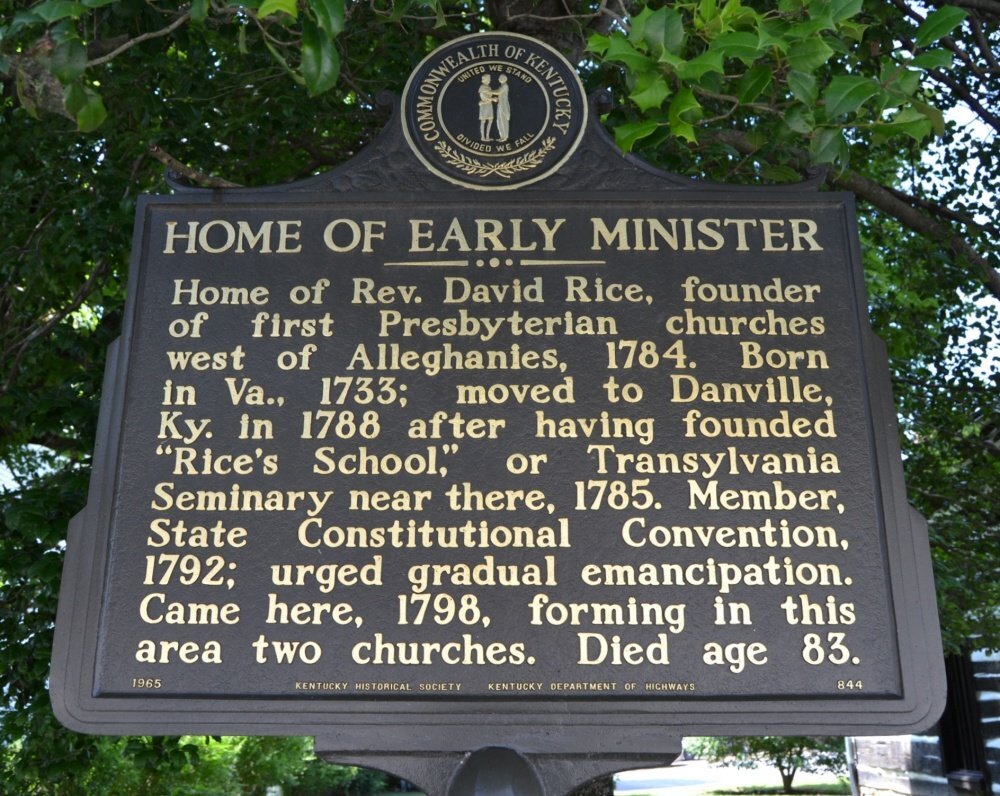 COMMONWEALTH OF KENTUCKY
UNITED WE STAND
DIVIDED WE FALL
HOME OF EARLY MINISTER
Home of Rev. David Rice, founder
of first Presbyterian churches
west of Alleghanies, 1784. Born
in Va., 1733; moved to Danville,
Ky. in 1788 after having founded
"Rice's School," or Transylvania
Seminary near there, 1785. Member,
State Constitutional Convention,
1792; urged gradual emancipation.
Came here, 1798, forming in this
area two churches. Died age 83.
1965 KENTUCKY HISTORICAL SOCIETY KENTUCKY DEPARTMENT OF HIGHWAYS 844